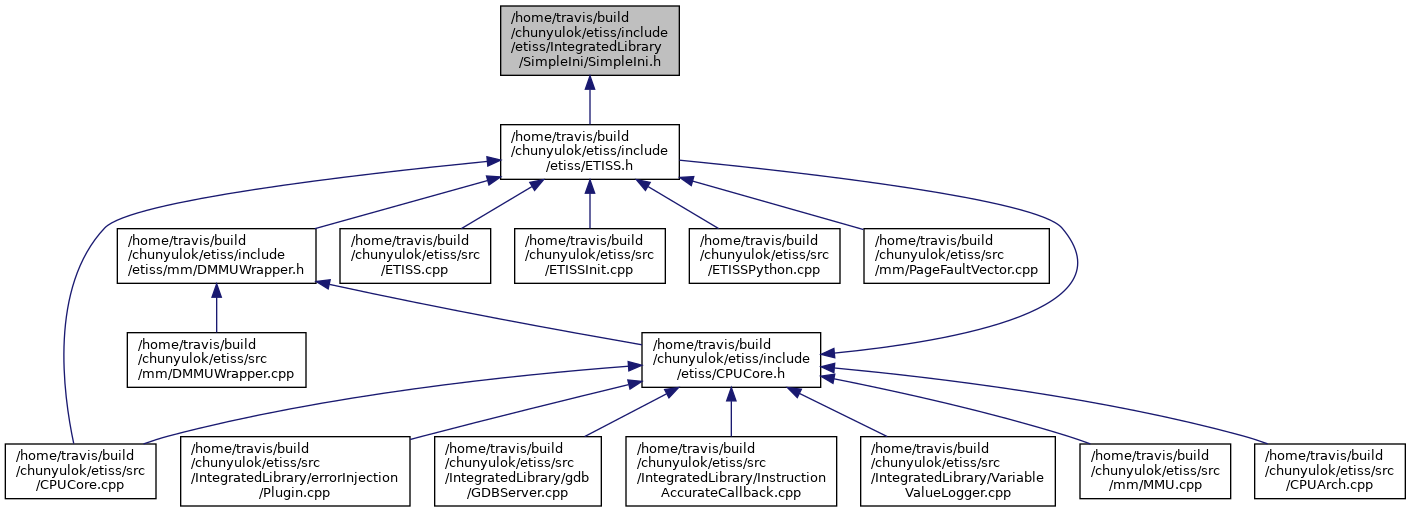 /home/travis/build
/chunyulok/etiss/include
/etiss/IntegratedLibrary
/SimpleIni/SimpleIni.h
/home/travis/build
/chunyulok/etiss/include
/etiss/ETISS.h
/home/travis/build
/chunyulok/etiss/include
/etiss/mm/DMMUWrapper.h
/home/travis/build
/chunyulok/etiss/src
/ETISS.cpp
/home/travis/build
/chunyulok/etiss/src
/ETISSInit.cpp
/home/travis/build
/chunyulok/etiss/src
/ETISSPython.cpp
/home/travis/build
/chunyulok/etiss/src
/mm/PageFaultVector.cpp
/home/travis/build
/chunyulok/etiss/src
/mm/DMMUWrapper.cpp
/home/travis/build
/chunyulok/etiss/include
/etiss/CPUCore.h
/home/travis/build
/chunyulok/etiss/src
/CPUCore.cpp
/home/travis/build
/chunyulok/etiss/src
/IntegratedLibrary/errorInjection
/Plugin.cpp
/home/travis/build
/chunyulok/etiss/src
/IntegratedLibrary/gdb
/GDBServer.cpp
/home/travis/build
/chunyulok/etiss/src
/IntegratedLibrary/Instruction
AccurateCallback.cpp
/home/travis/build
/chunyulok/etiss/src
/IntegratedLibrary/Variable
ValueLogger.cpp
/home/travis/build
/chunyulok/etiss/src
/mm/MMU.cpp
/home/travis/build
/chunyulok/etiss/src
/CPUArch.cpp